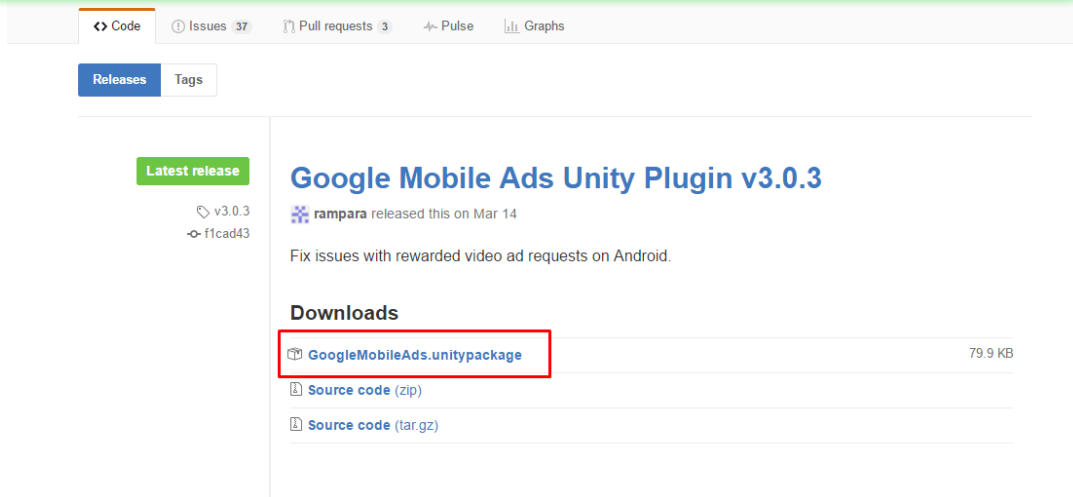 Code Issues 37 Pull requests 3 Pulse Graphs
Releases Tags
Latest release
v3.0.3
f1cad43
Google Mobile Ads Unity Plugin v3.0.3
rampara released this on Mar 14
Fix issues with rewarded video ad requests on Android.
Downloads
GoogleMobileAds.unitypackage 79.9 KB
Source code (zip)
Source code (tar.gz)